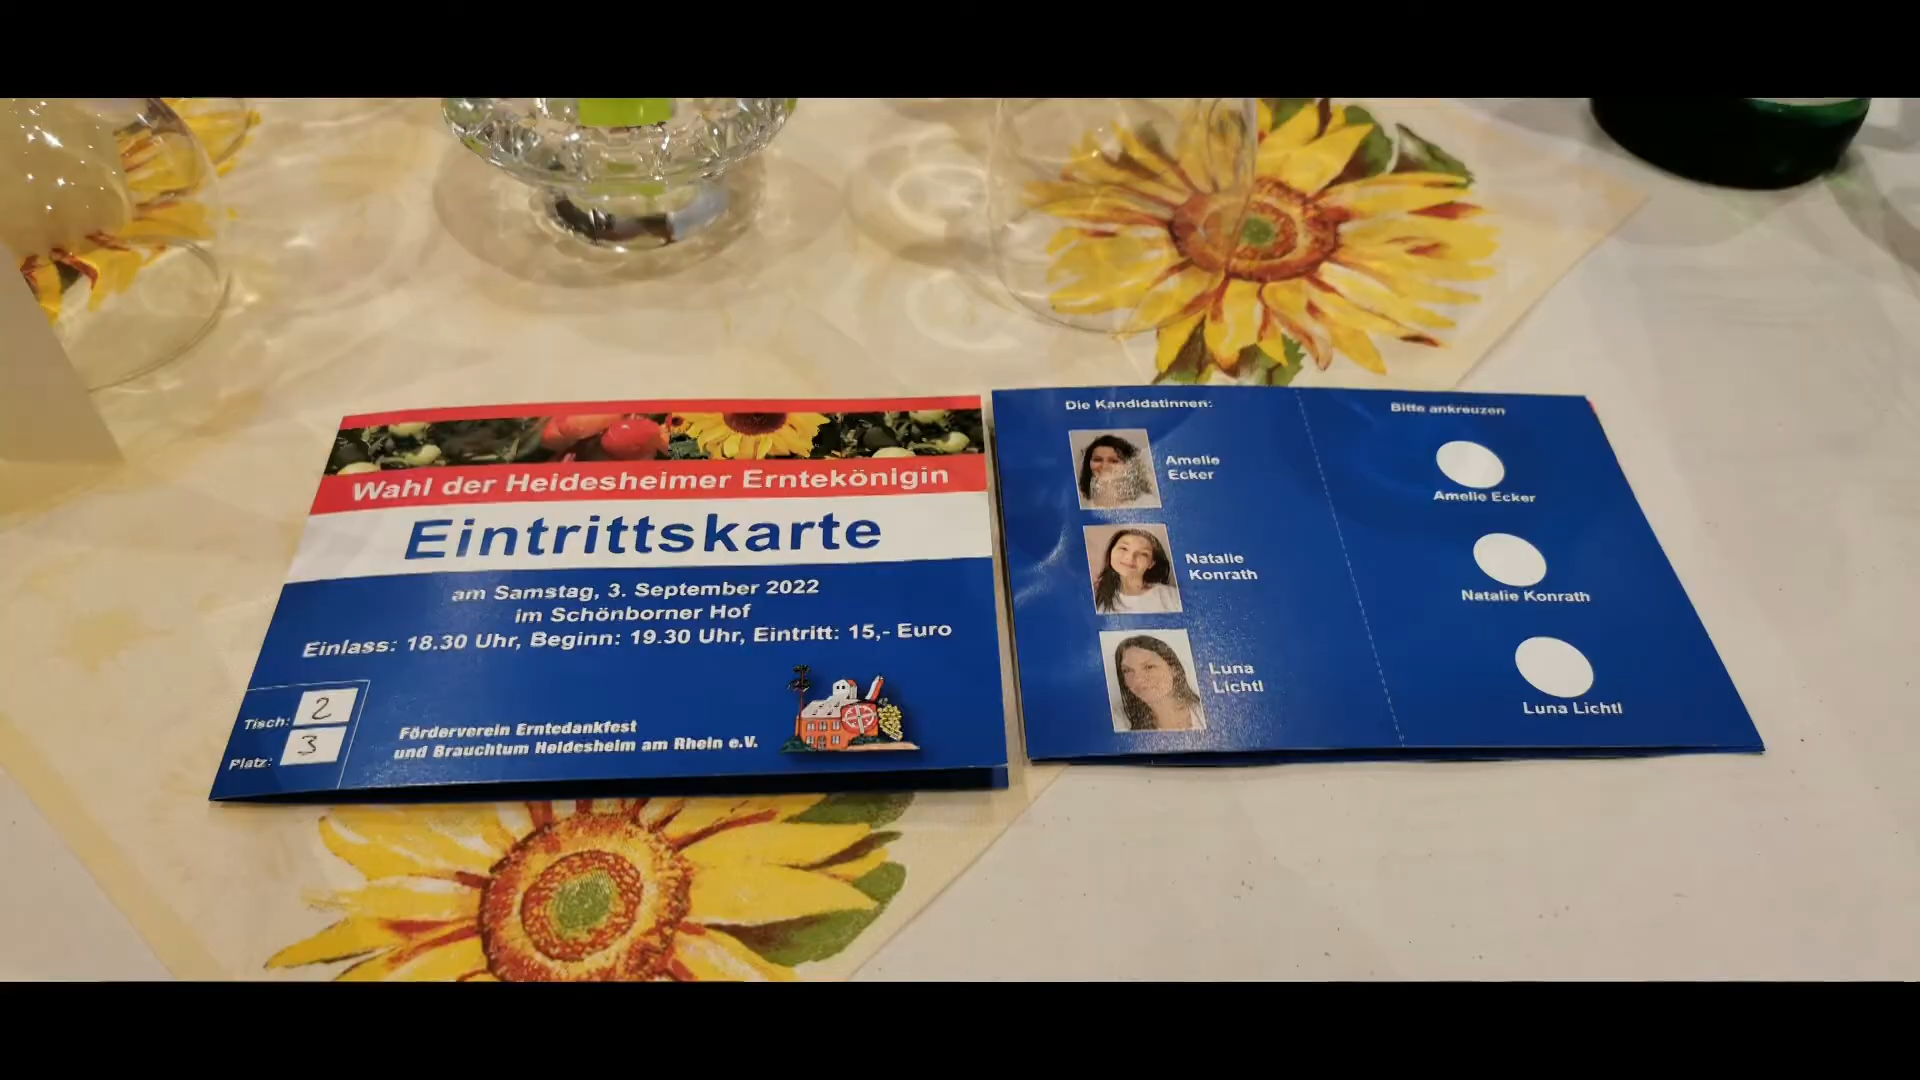 Wahl der Heidesheimer Erntekönigin
Eintrittskarte
am Samstag, 3. September 2022
im Schönborner Hof
Einlass: 18.30 Uhr, Beginn: 19.30 Uhr, Eintritt: 15,- Euro
Tisch: 2
Platz: 3
Förderverein Erntedankfest
und Brauchtum Heidesheim am Rhein e.V.
Die Kandidatinnen:
Amelie
Ecker
Natalie
Konrath
Luna
Lichtl
Bitte ankreuzen
Amelie Ecker
Natalie Konrath
Luna Lichtl